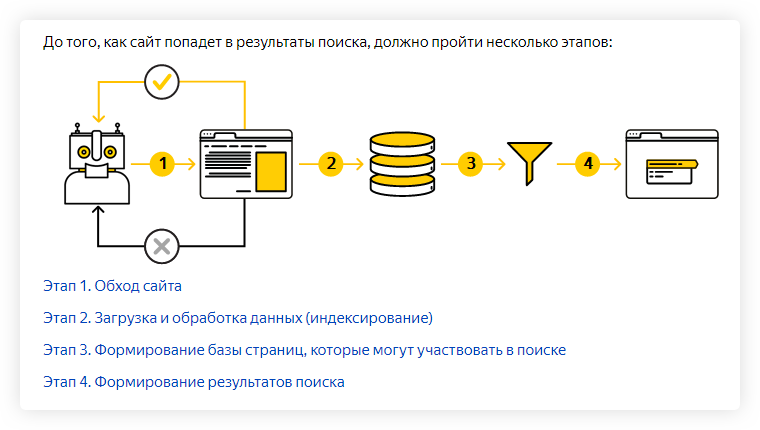 До того, как сайт попадет в результаты поиска, должно пройти несколько этапов:
1
2
3
4
Этап 1. Обход сайта
Этап 2. Загрузка и обработка данных (индексирование)
Этап 3. Формирование базы страниц, которые могут участвовать в поиске
Этап 4. Формирование результатов поиска